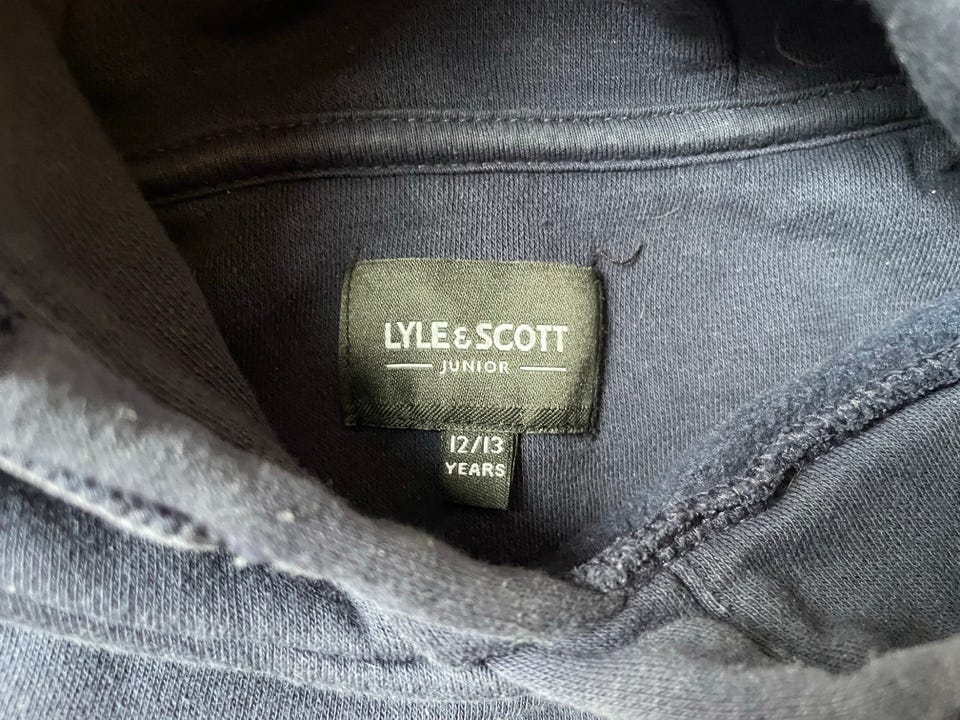 LYLE & SCOTT
JUNIOR
12/13
YEARS